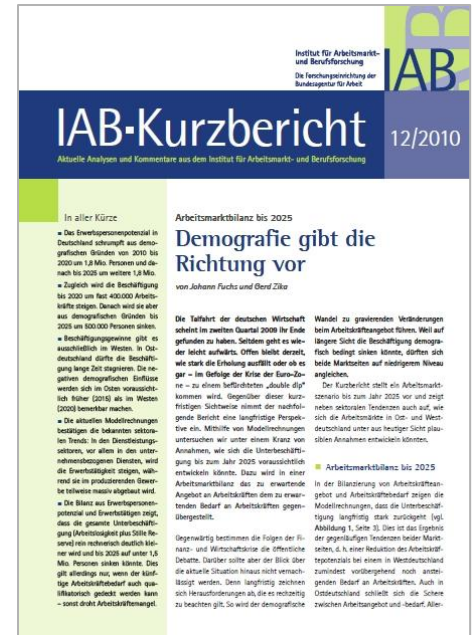 Institut für Arbeitsmarkt-
und Berufsforschung
Die Forschungseinrichtung der
Bundesagentur für Arbeit
IAB
IAB-Kurzbericht
12/2010
Aktuelle Analysen und Kommentare aus dem Institut für Arbeitsmarkt- und Berufsforschung
In aller Kürze
■ Das Erwerbspersonenpotenzial in
Deutschland schrumpft aus demo-
grafischen Gründen von 2010 bis
2020 um 1,8 Mio. Personen und da-
nach bis 2025 um weitere 1,8 Mio.
■ Zugleich wird die Beschäftigung
bis 2020 um fast 400.000 Arbeits-
kräfte steigen. Danach wird sie aber
aus demografischen Gründen bis
2025 um 500.000 Personen sinken.
■ Beschäftigungsgewinne gibt es
ausschließlich im Westen. In Ost-
deutschland dürfte die Beschäfti-
gung lange Zeit stagnieren. Die ne-
gativen demografischen Einflüsse
werden sich im Osten voraussicht-
lich früher (2015) als im Westen
(2020) bemerkbar machen.
■ Die aktuellen Modellrechnungen
bestätigen die bekannten sektora-
len Trends: In den Dienstleistungs-
sektoren, vor allem in den unter-
nehmensbezogenen Diensten, wird
die Erwerbstätigkeit steigen, wäh-
rend sie im produzierenden Gewer-
be teilweise massiv abgebaut wird.
■ Die Bilanz aus Erwerbspersonen-
potenzial und Erwerbstätigen zeigt,
dass die gesamte Unterbeschäfti-
gung (Arbeitslosigkeit plus Stille Re-
serve) rein rechnerisch deutlich klei-
ner wird und bis 2025 auf unter 1,5
Mio. Personen sinken könnte. Dies
gilt allerdings nur, wenn der künf-
tige Arbeitskräftebedarf auch qua-
lifikatorisch gedeckt werden kann
– sonst droht Arbeitskräftemangel.
Arbeitsmarktbilanz bis 2025
Demografie gibt die
Richtung vor
von Johann Fuchs und Gerd Zika
Die Talfahrt der deutschen Wirtschaft
scheint im zweiten Quartal 2009 ihr Ende
gefunden zu haben. Seitdem geht es wie-
der leicht aufwärts. Offen bleibt derzeit,
wie stark die Erholung ausfällt oder ob es
gar – im Gefolge der Krise der Euro-Zo-
ne – zu einem befürchteten „double dip“
kommen wird. Gegenüber dieser kurz-
fristigen Sichtweise nimmt der nachfol-
gende Bericht eine langfristige Perspek-
tive ein. Mithilfe von Modellrechnungen
untersuchen wir unter einem Kranz von
Annahmen, wie sich die Unterbeschäfti-
gung bis zum Jahr 2025 voraussichtlich
entwickeln könnte. Dazu wird in einer
Arbeitsmarktbilanz das zu erwartende
Angebot an Arbeitskräften dem zu erwar-
tenden Bedarf an Arbeitskräften gegen-
übergestellt.
Gegenwärtig bestimmen die Folgen der Fi-
nanz- und Wirtschaftskrise die öffentliche
Debatte. Darüber sollte aber der Blick über
die aktuelle Situation hinaus nicht vernach-
lässigt werden. Denn langfristig zeichnen
sich Herausforderungen ab, die es rechtzeitig
zu beachten gilt. So wird der demografische
Wandel zu gravierenden Veränderungen
beim Arbeitskräfteangebot führen. Weil auf
längere Sicht die Beschäftigung demogra-
fisch bedingt sinken könnte, dürften sich
beide Marktseiten auf niedrigerem Niveau
angleichen.
Der Kurzbericht stellt ein Arbeitsmarkt-
szenario bis zum Jahr 2025 vor und zeigt
neben sektoralen Tendenzen auch auf, wie
sich die Arbeitsmärkte in Ost- und West-
deutschland unter aus heutiger Sicht plau-
siblen Annahmen entwickeln könnten.
■ Arbeitsmarktbilanz bis 2025
In der Bilanzierung von Arbeitskräftean-
gebot und Arbeitskräftebedarf zeigen die
Modellrechnungen, dass die Unterbeschäf-
tigung langfristig stark zurückgeht (vgl.
Abbildung 1, Seite 3). Dies ist das Ergebnis
der gegenläufigen Tendenzen beider Markt-
seiten, d. h. einer Reduktion des Arbeitskräf-
tepotenzials bei einem in Westdeutschland
zumindest vorübergehend noch anstei-
genden Bedarf an Arbeitskräften. Auch in
Ostdeutschland schließt sich die Schere
zwischen Arbeitsangebot und -bedarf. Aller-